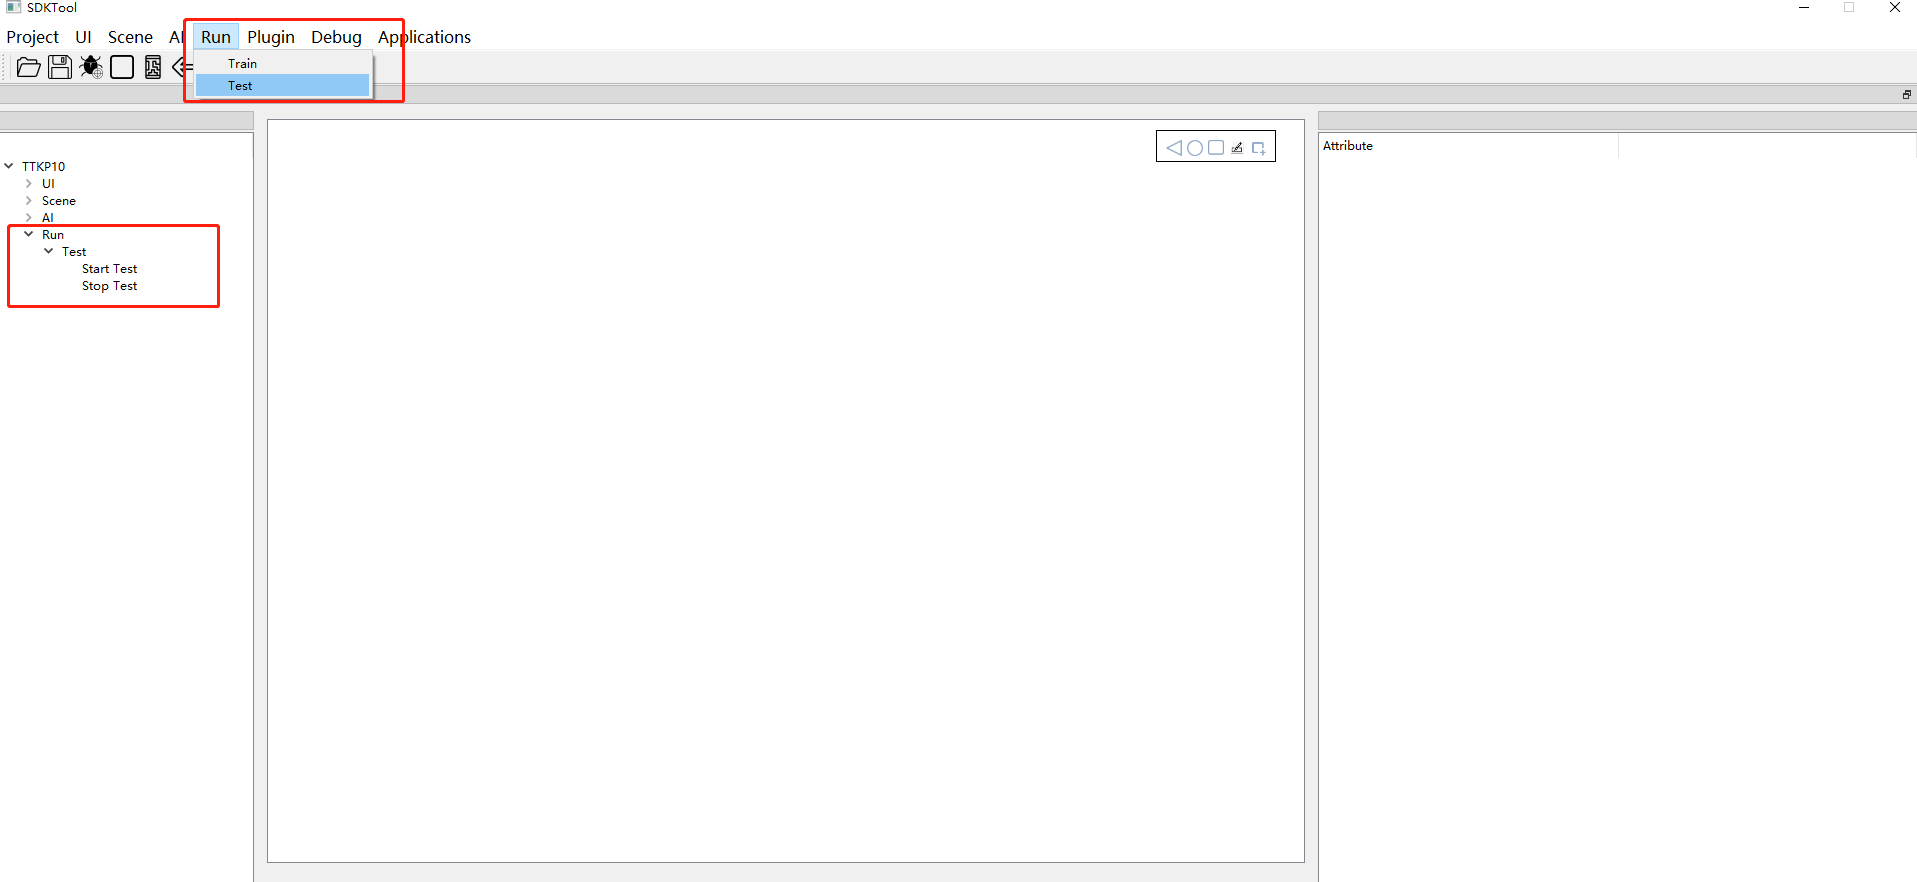 SDKTool
Project UI Scene AI Run Plugin Debug Applications
Train
Test
TTKP10
UI
Scene
AI
Run
Test
Start Test
Stop Test
Attribute